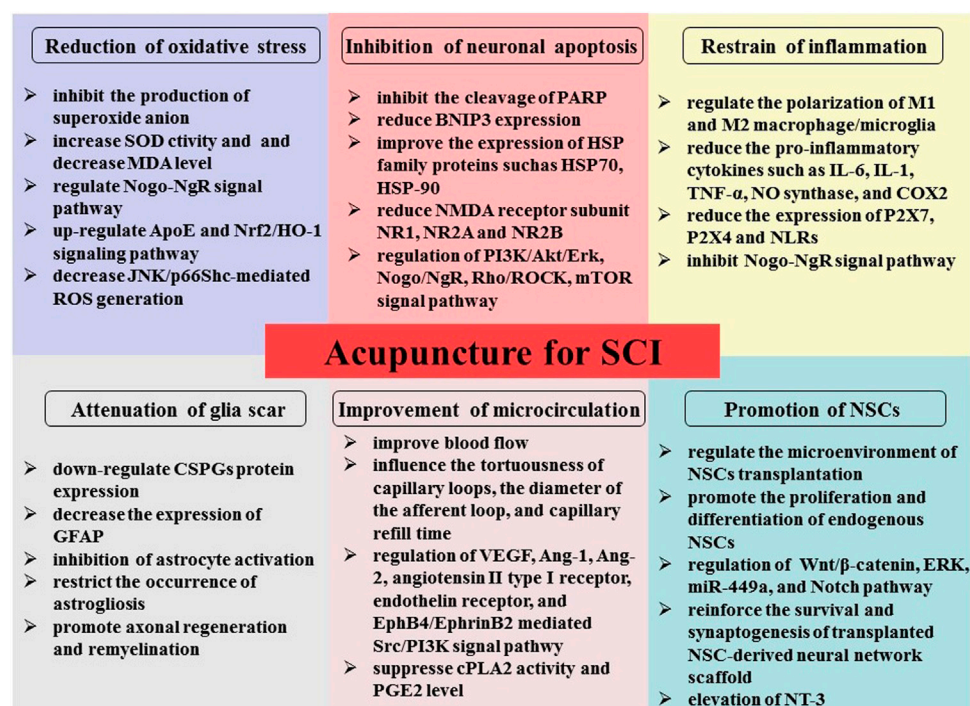 Reduction of oxidative stress
➢ inhibit the production of
superoxide anion
➢ increase SOD ctivity and and
decrease MDA level
➢ regulate Nogo-NgR signal
pathway
➢ up-regulate ApoE and Nrf2/HO-1
signaling pathway
➢ decrease JNK/p66Shc-mediated
ROS generation
Inhibition of neuronal apoptosis
➢ inhibit the cleavage of PARP
➢ reduce BNIP3 expression
➢ improve the expression of HSP
family proteins suchas HSP70,
HSP-90
➢ reduce NMDA receptor subunit
NR1, NR2A and NR2B
➢ regulation of PI3K/Akt/Erk,
Nogo/NgR, Rho/ROCK, mTOR
signal pathway
Restrain of inflammation
➢ regulate the polarization of M1
and M2 macrophage/microglia
➢ reduce the pro-inflammatory
cytokines such as IL-6, IL-1,
TNF-α, NO synthase, and COX2
➢ reduce the expression of P2X7,
P2X4 and NLRs
➢ inhibit Nogo-NgR signal pathway
Acupuncture for SCI
Attenuation of glia scar
➢ down-regulate CSPGs protein
expression
➢ decrease the expression of
GFAP
➢ inhibition of astrocyte activation
➢ restrict the occurrence of
astrogliosis
➢ promote axonal regeneration
and remyelination
Improvement of microcirculation
➢ improve blood flow
➢ influence the tortuousness of
capillary loops, the diameter of
the afferent loop, and capillary
refill time
➢ regulation of VEGF, Ang-1, Ang-
2, angiotensin II type I receptor,
endothelin receptor, and
EphB4/EphrinB2 mediated
Src/PI3K signal pathwy
➢ suppresse cPLA2 activity and
PGE2 level
Promotion of NSCs
➢ regulate the microenvironment of
NSCs transplantation
➢ promote the proliferation and
differentiation of endogenous
NSCs
➢ regulation of Wnt/β-catenin, ERK,
miR-449a, and Notch pathway
➢ reinforce the survival and
synaptogenesis of transplanted
NSC-derived neural network
scaffold
➢ elevation of NT-3